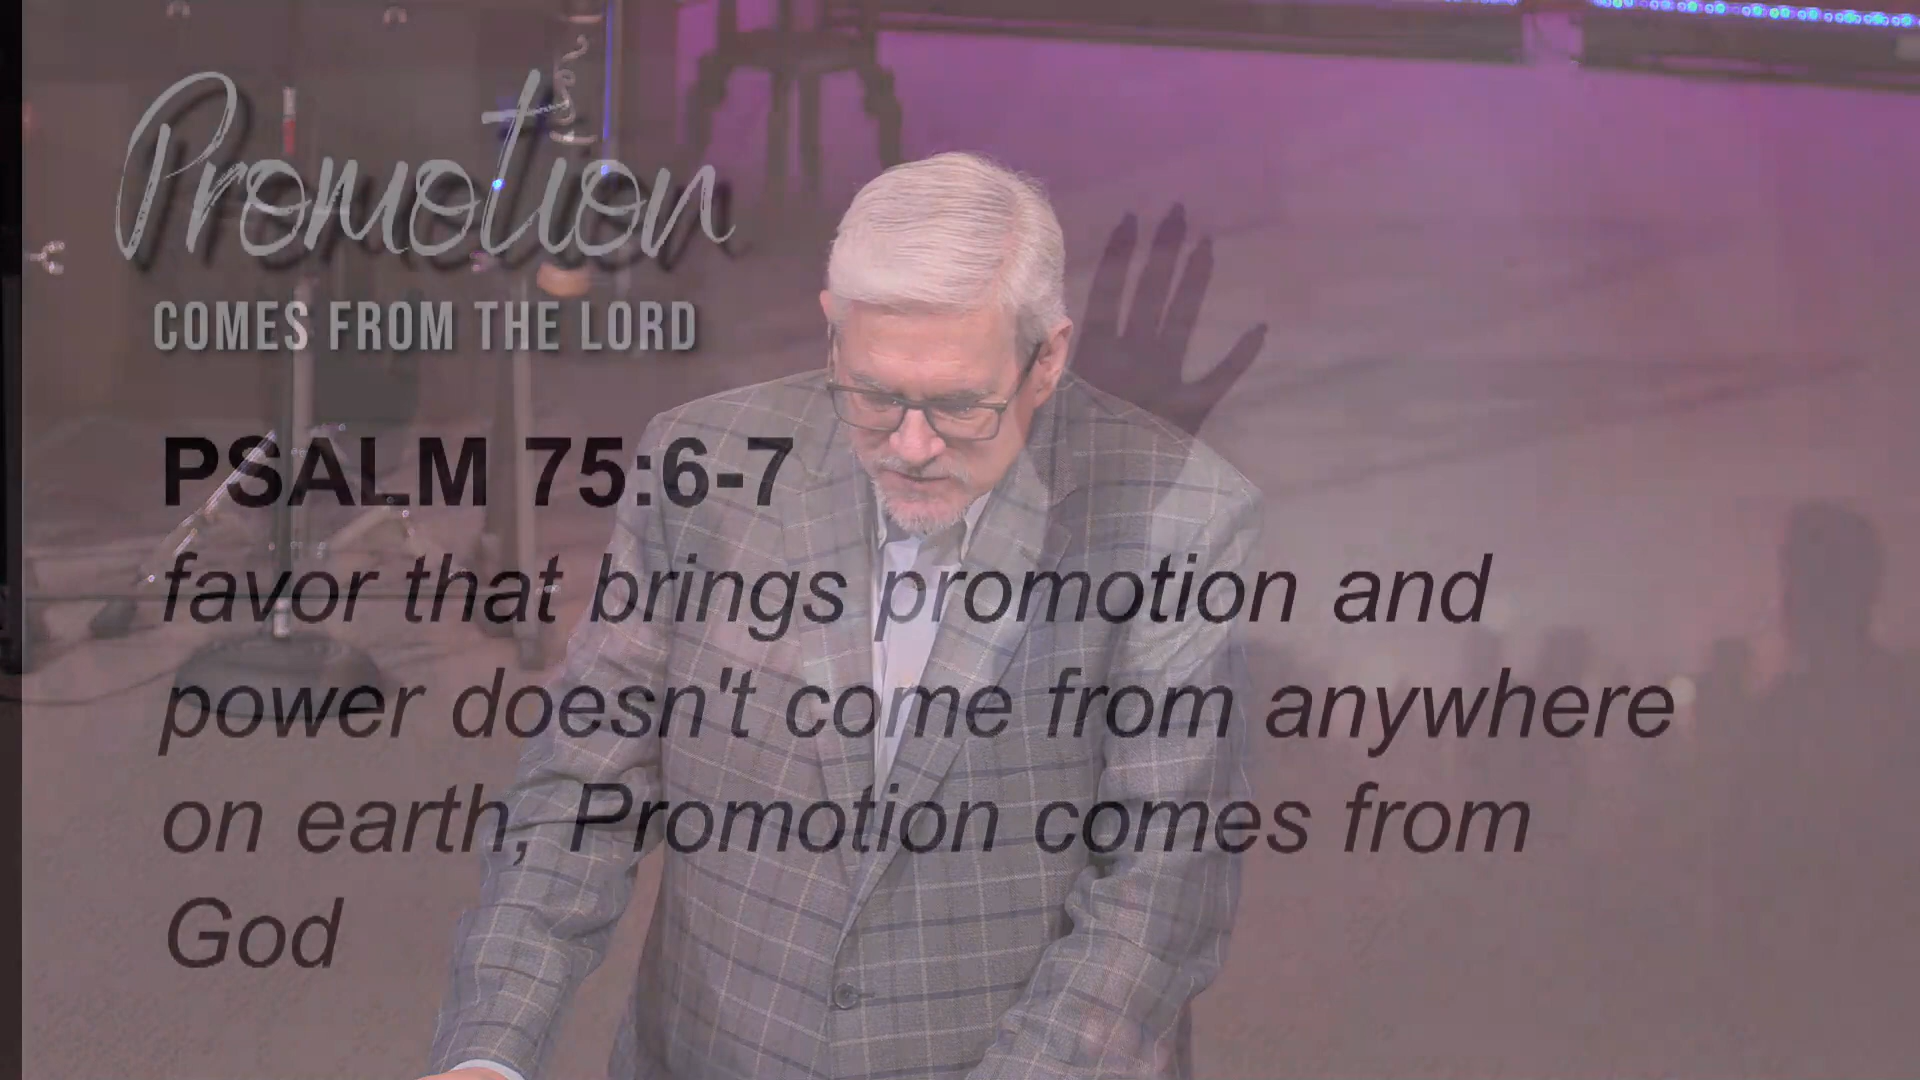 Promotion
COMES FROM THE LORD
PSALM 75:6-7
favor that brings promotion and
power doesn't come from anywhere
on earth, Promotion comes from
God